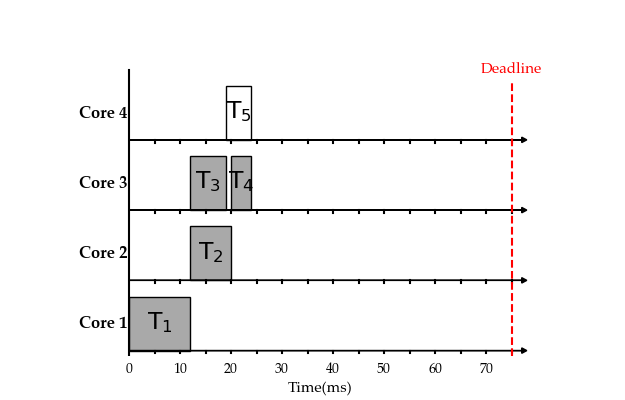 Deadline
Core 4
T5
Core 3
T3
T4
Core 2
T2
Core 1
T1
0 10 20 30 40 50 60 70
Time(ms)